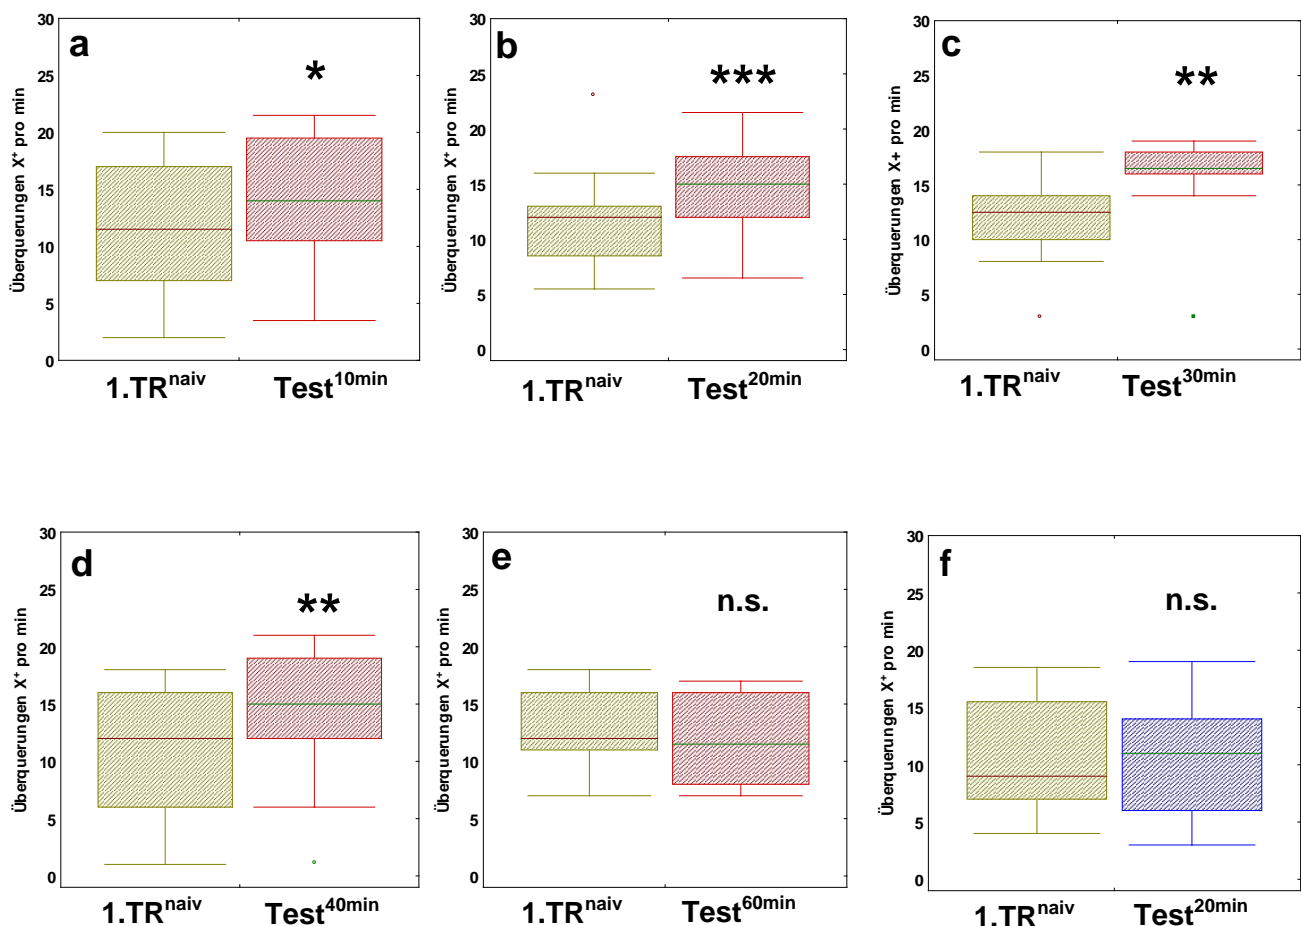 a
*
Überquerungen X⁺ pro min
30
25
20
15
10
5
0
1.TRnaiv
Test10min
b
***
Überquerungen X⁺ pro min
30
25
20
15
10
5
0
1.TRnaiv
Test20min
c
**
Überquerungen X+ pro min
30
25
20
15
10
5
0
1.TRnaiv
Test30min
d
**
Überquerungen X⁺ pro min
30
25
20
15
10
5
0
1.TRnaiv
Test40min
e
n.s.
Überquerungen X⁺ pro min
30
25
20
15
10
5
0
1.TRnaiv
Test60min
f
n.s.
Überquerungen X⁺ pro min
30
25
20
15
10
5
0
1.TRnaiv
Test20min